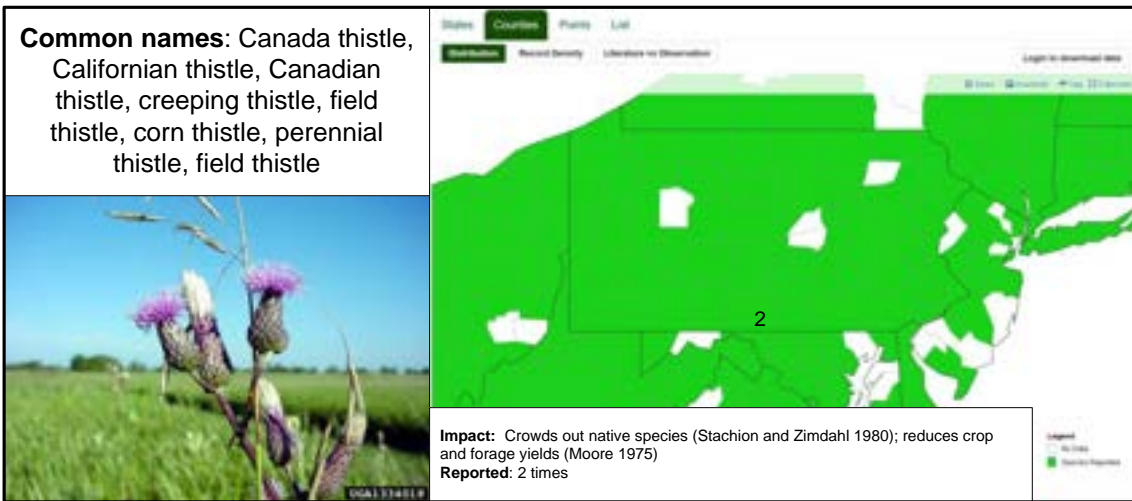 Common names: Canada thistle,
Californian thistle, Canadian
thistle, creeping thistle, field
thistle, corn thistle, perennial
thistle, field thistle
States Counties Points List
Distribution Record Density Literature vs Observation
Login to download data
2
Impact: Crowds out native species (Stachion and Zimdahl 1980); reduces crop
and forage yields (Moore 1975)
Reported: 2 times
Legend
No Data
Species Reported